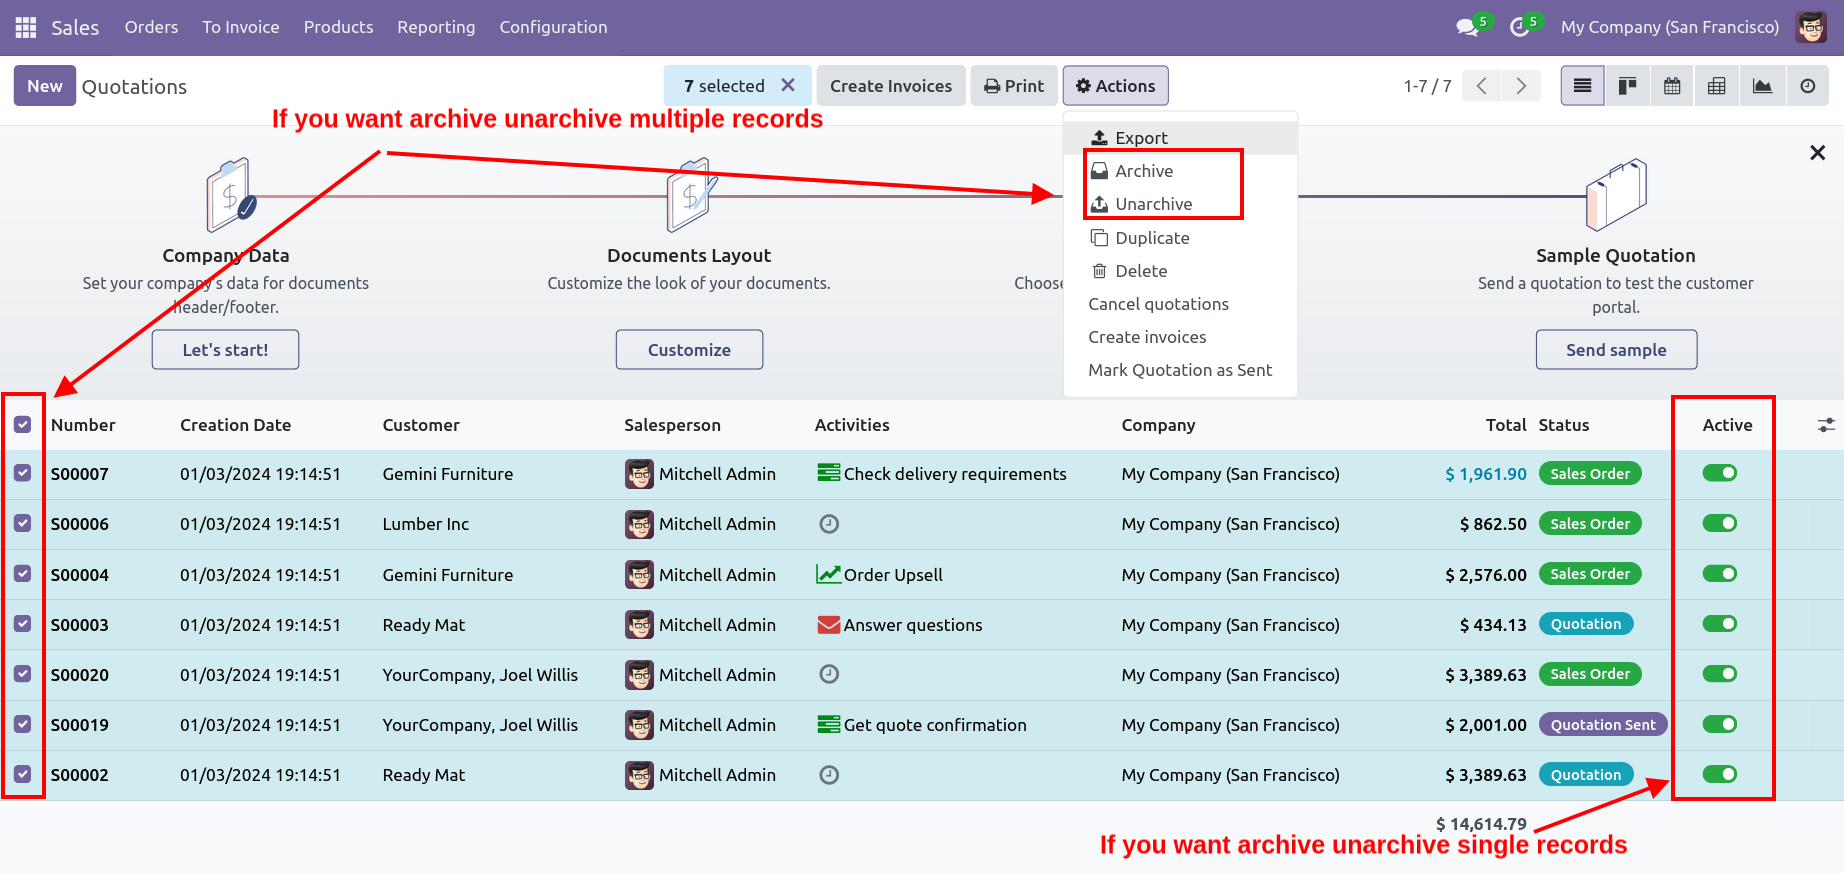 Sales Orders To Invoice Products Reporting Configuration 5 5 My Company (San Francisco)
New Quotations 7 selected Create Invoices Print Actions 1-7 / 7
If you want archive unarchive multiple records
Export
Archive
Unarchive
Duplicate
Delete
Cancel quotations
Create invoices
Mark Quotation as Sent
Company Data
Set your company's data for documents
header/footer.
Let's start!
Documents Layout
Customize the look of your documents.
Customize
Choose
Sample Quotation
Send a quotation to test the customer
portal.
Send sample
Number Creation Date Customer Salesperson Activities Company Total Status Active
S00007 01/03/2024 19:14:51 Gemini Furniture Mitchell Admin Check delivery requirements My Company (San Francisco) $ 1,961.90 Sales Order
S00006 01/03/2024 19:14:51 Lumber Inc Mitchell Admin My Company (San Francisco) $ 862.50 Sales Order
S00004 01/03/2024 19:14:51 Gemini Furniture Mitchell Admin Order Upsell My Company (San Francisco) $ 2,576.00 Sales Order
S00003 01/03/2024 19:14:51 Ready Mat Mitchell Admin Answer questions My Company (San Francisco) $ 434.13 Quotation
S00020 01/03/2024 19:14:51 YourCompany, Joel Willis Mitchell Admin My Company (San Francisco) $ 3,389.63 Sales Order
S00019 01/03/2024 19:14:51 YourCompany, Joel Willis Mitchell Admin Get quote confirmation My Company (San Francisco) $ 2,001.00 Quotation Sent
S00002 01/03/2024 19:14:51 Ready Mat Mitchell Admin My Company (San Francisco) $ 3,389.63 Quotation
$ 14,614.79
If you want archive unarchive single records